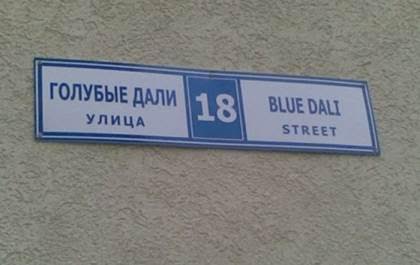 ГОЛУБЫЕ ДАЛИ
УЛИЦА
18
BLUE DALI
STREET